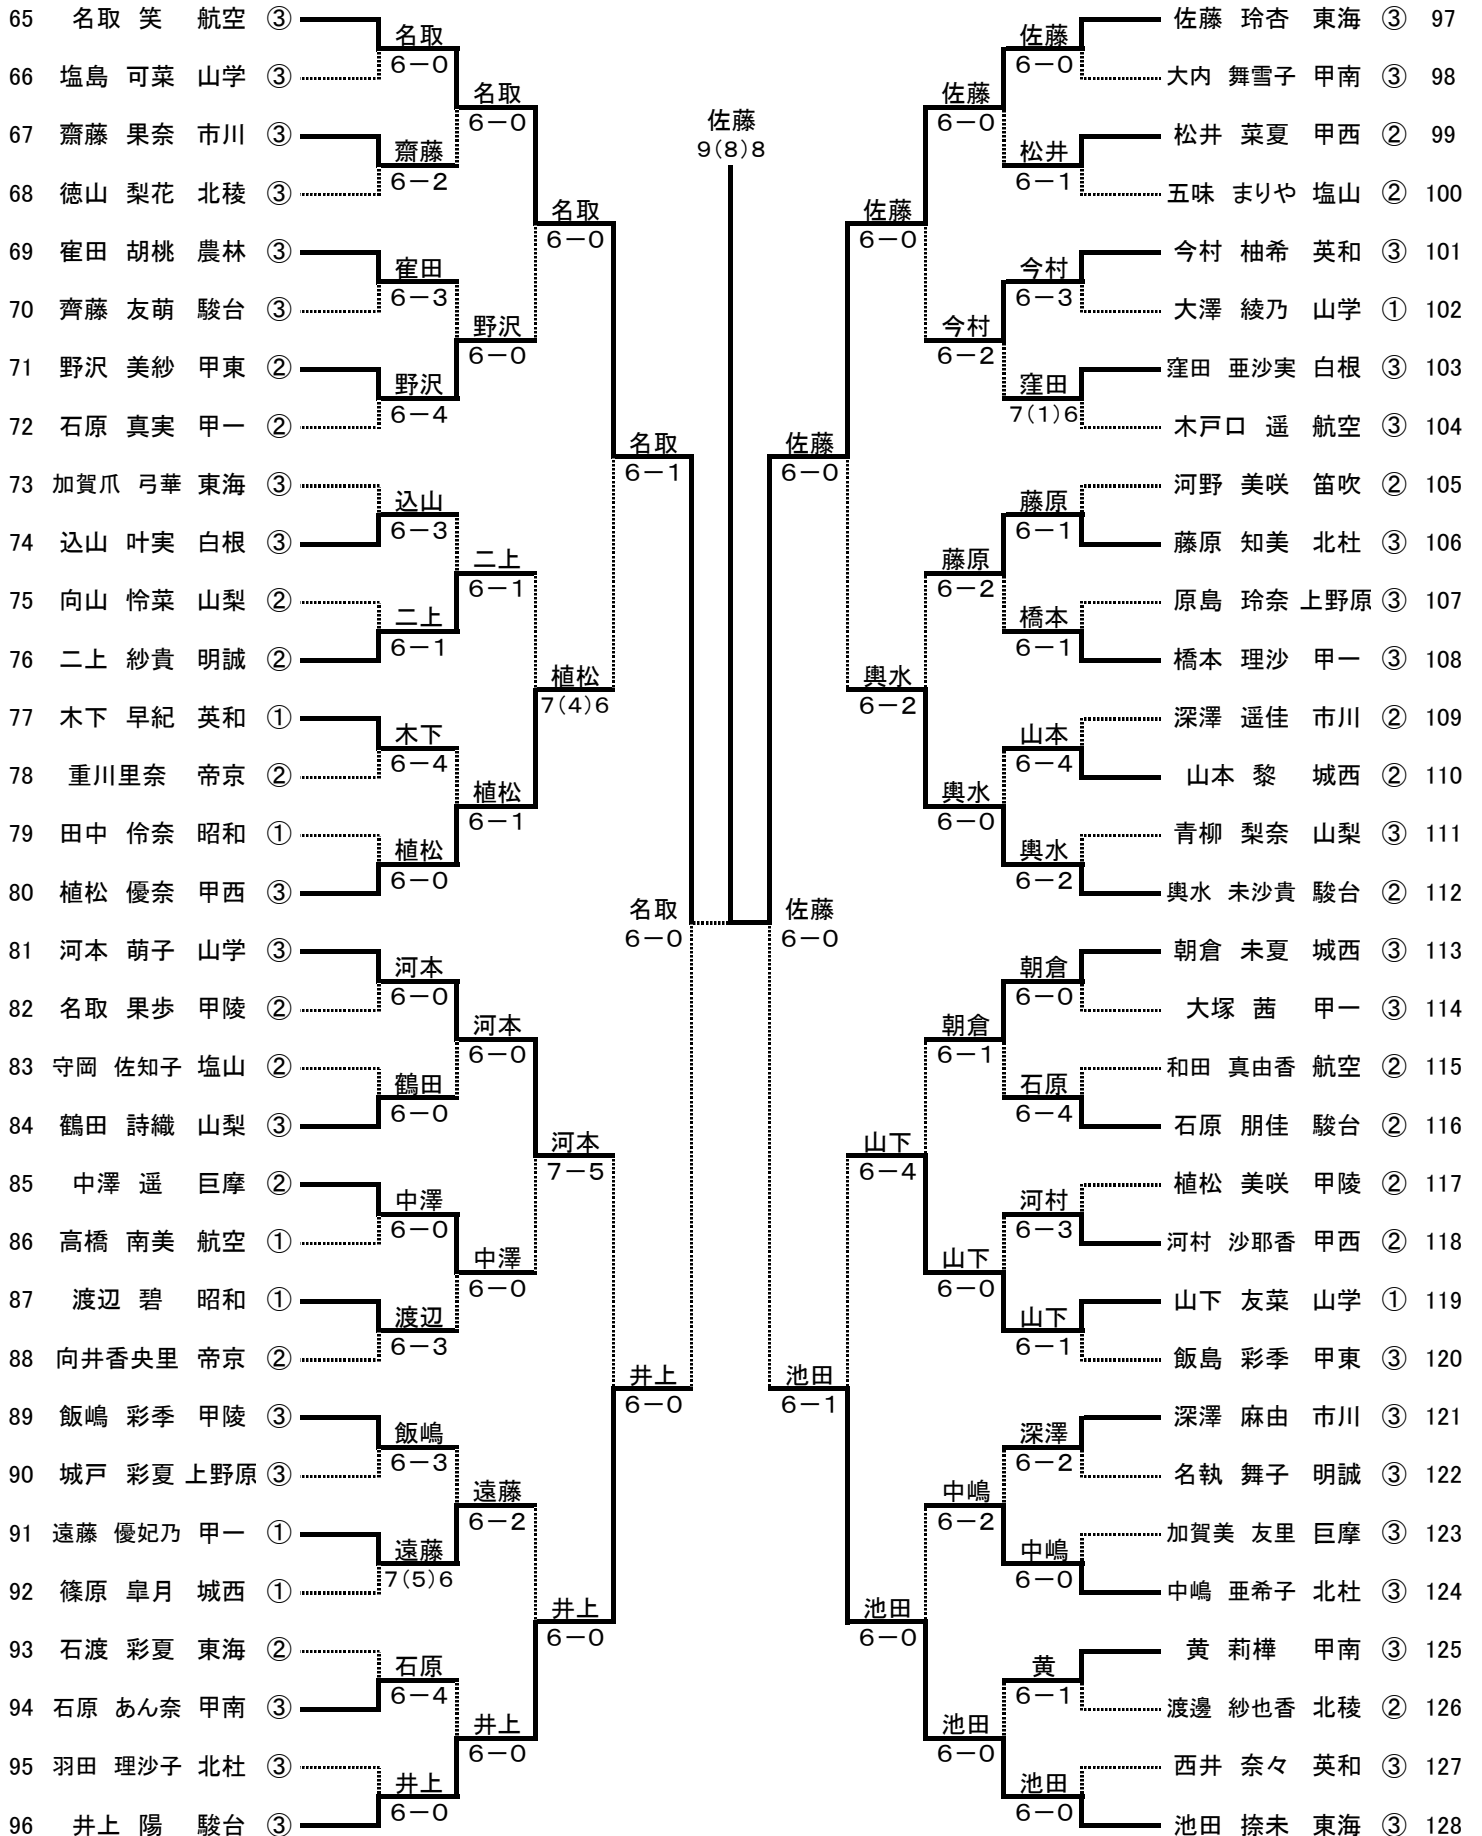 65 名取 笑 航空 ③
66 塩島 可菜 山学 ③
67 齋藤 果奈 市川 ③
68 徳山 梨花 北稜 ③
69 窪田 胡桃 農林 ③
70 齊藤 友萌 駿台 ③
71 野沢 美紗 甲東 ②
72 石原 真実 甲一 ②
73 加賀爪 弓華 東海 ③
74 込山 叶実 白根 ③
75 向山 怜菜 山梨 ②
76 二上 紗貴 明誠 ②
77 木下 早紀 英和 ①
78 重川里奈 帝京 ②
79 田中 伶奈 昭和 ①
80 植松 優奈 甲西 ③
81 河本 萌子 山学 ③
82 名取 果歩 甲陵 ②
83 守岡 佐知子 塩山 ②
84 鶴田 詩織 山梨 ③
85 中澤 遥 巨摩 ②
86 高橋 南美 航空 ①
87 渡辺 碧 昭和 ①
88 向井香央里 帝京 ②
89 飯嶋 彩季 甲陵 ③
90 城戸 彩夏 上野原 ③
91 遠藤 優妃乃 甲一 ①
92 篠原 皐月 城西 ①
93 石渡 彩夏 東海 ②
94 石原 あん奈 甲南 ③
95 羽田 理沙子 北杜 ③
96 井上 陽 駿台 ③
名取
6-0
齋藤
6-2
窪田
6-3
野沢
6-4
込山
6-3
二上
6-1
木下
6-4
植松
6-0
河本
6-0
鶴田
6-0
中澤
6-0
渡辺
6-3
飯嶋
6-3
遠藤
7(5)6
石原
6-4
井上
6-0
名取
6-0
野沢
6-0
二上
6-1
植松
6-1
河本
6-0
中澤
6-0
遠藤
6-2
井上
6-0
名取
6-0
植松
7(4)6
河本
7-5
井上
6-0
名取
6-1
井上
6-0
名取
6-0
佐藤
9(8)8
佐藤
6-0
佐藤
6-0
池田
6-1
佐藤
6-0
輿水
6-2
山下
6-4
池田
6-0
佐藤
6-0
今村
6-2
藤原
6-2
輿水
6-0
朝倉
6-1
山下
6-0
中嶋
6-2
池田
6-0
佐藤
6-0
松井
6-1
今村
6-3
窪田
7(1)6
藤原
6-1
橋本
6-1
山本
6-4
輿水
6-2
朝倉
6-0
石原
6-4
河村
6-3
山下
6-1
深澤
6-2
中嶋
6-0
黄
6-1
池田
6-0
佐藤 玲杏 東海 ③ 97
大内 舞雪子 甲南 ③ 98
松井 菜夏 甲西 ② 99
五味 まりや 塩山 ② 100
今村 柚希 英和 ③ 101
大澤 綾乃 山学 ① 102
窪田 亜沙実 白根 ③ 103
木戸口 遥 航空 ③ 104
河野 美咲 笛吹 ② 105
藤原 知美 北杜 ③ 106
原島 玲奈 上野原 ③ 107
橋本 理沙 甲一 ③ 108
深澤 遥佳 市川 ② 109
山本 黎 城西 ② 110
青柳 梨奈 山梨 ③ 111
輿水 未沙貴 駿台 ② 112
朝倉 未夏 城西 ③ 113
大塚 茜 甲一 ③ 114
和田 真由香 航空 ② 115
石原 朋佳 駿台 ② 116
植松 美咲 甲陵 ② 117
河村 沙耶香 甲西 ② 118
山下 友菜 山学 ① 119
飯島 彩季 甲東 ③ 120
深澤 麻由 市川 ③ 121
名執 舞子 明誠 ③ 122
加賀美 友里 巨摩 ③ 123
中嶋 亜希子 北杜 ③ 124
黄 莉樺 甲南 ③ 125
渡邊 紗也香 北稜 ② 126
西井 奈々 英和 ③ 127
池田 捺未 東海 ③ 128